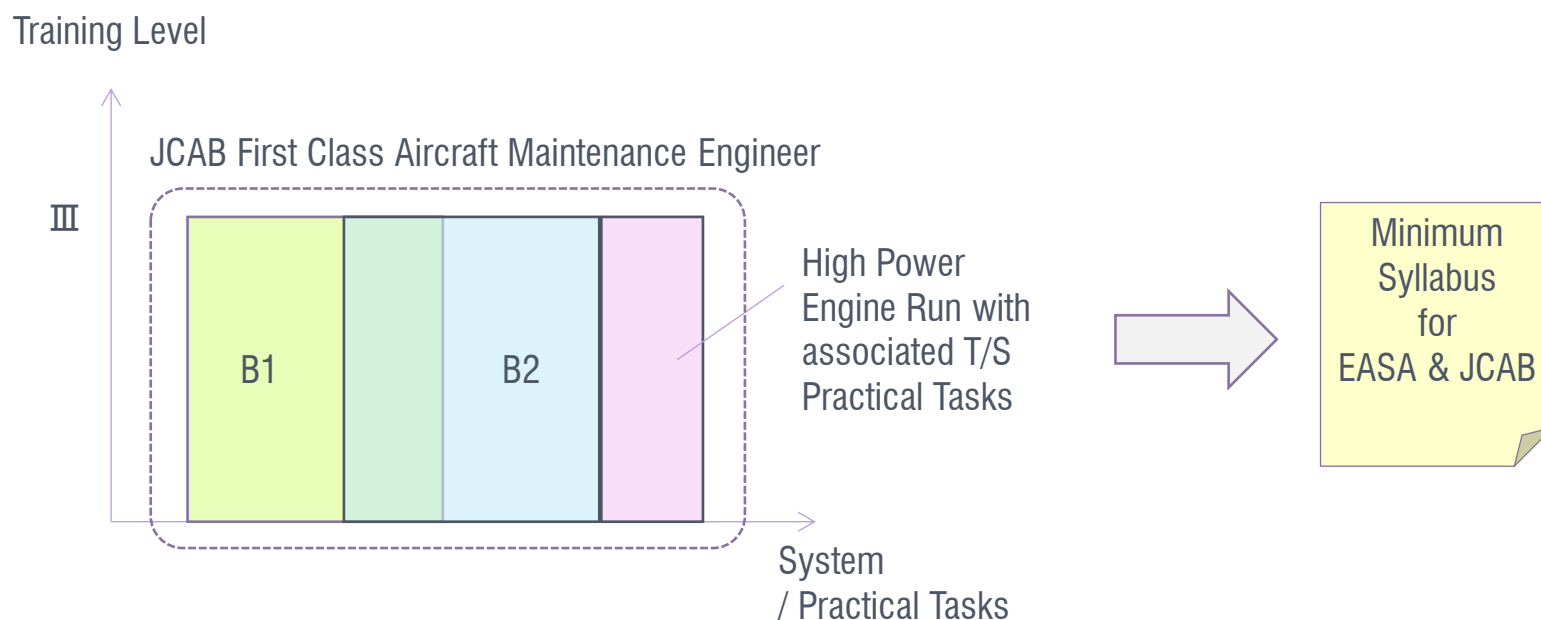 Training Level
JCAB First Class Aircraft Maintenance Engineer
Ⅲ
B1
B2
High Power
Engine Run with
associated T/S
Practical Tasks
Minimum
Syllabus
for
EASA & JCAB
System
/ Practical Tasks